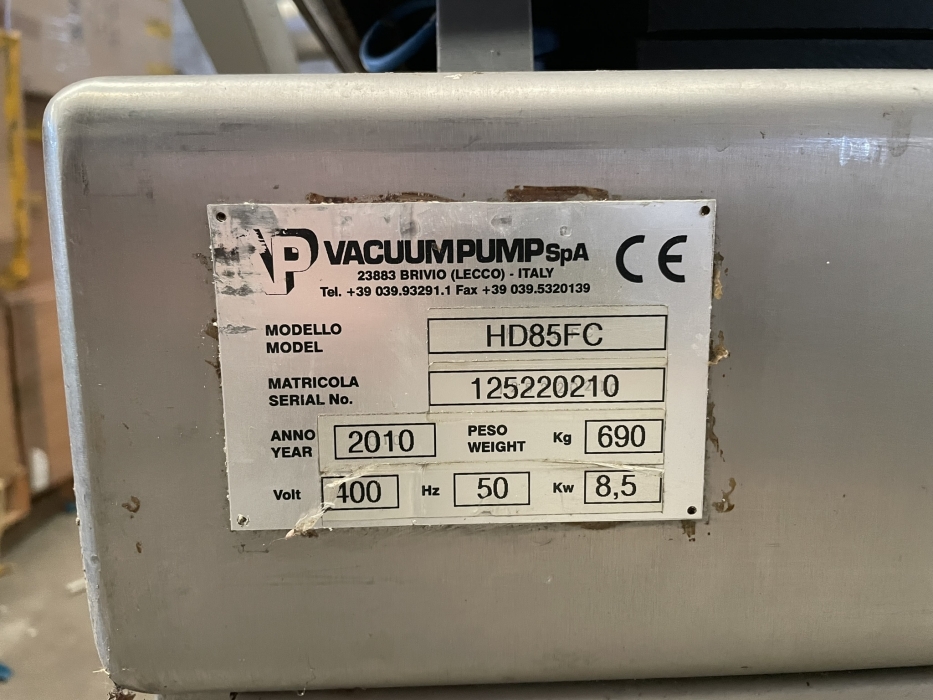 VP VACUUMPUMP SpA CE
23883 BRIVIO (LECCO) - ITALY
Tel. +39 039.93291.1 Fax +39 039.5320139
MODELLO
MODEL HD85FC
MATRICOLA
SERIAL No. 125220210
ANNO
YEAR 2010 PESO
WEIGHT Kg 690
Volt 400 Hz 50 Kw 8,5